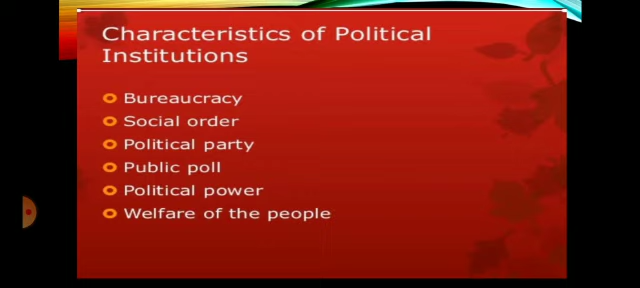 Characteristics of Political
Institutions
Bureaucracy
Social order
Political party
Public poll
Political power
Welfare of the people